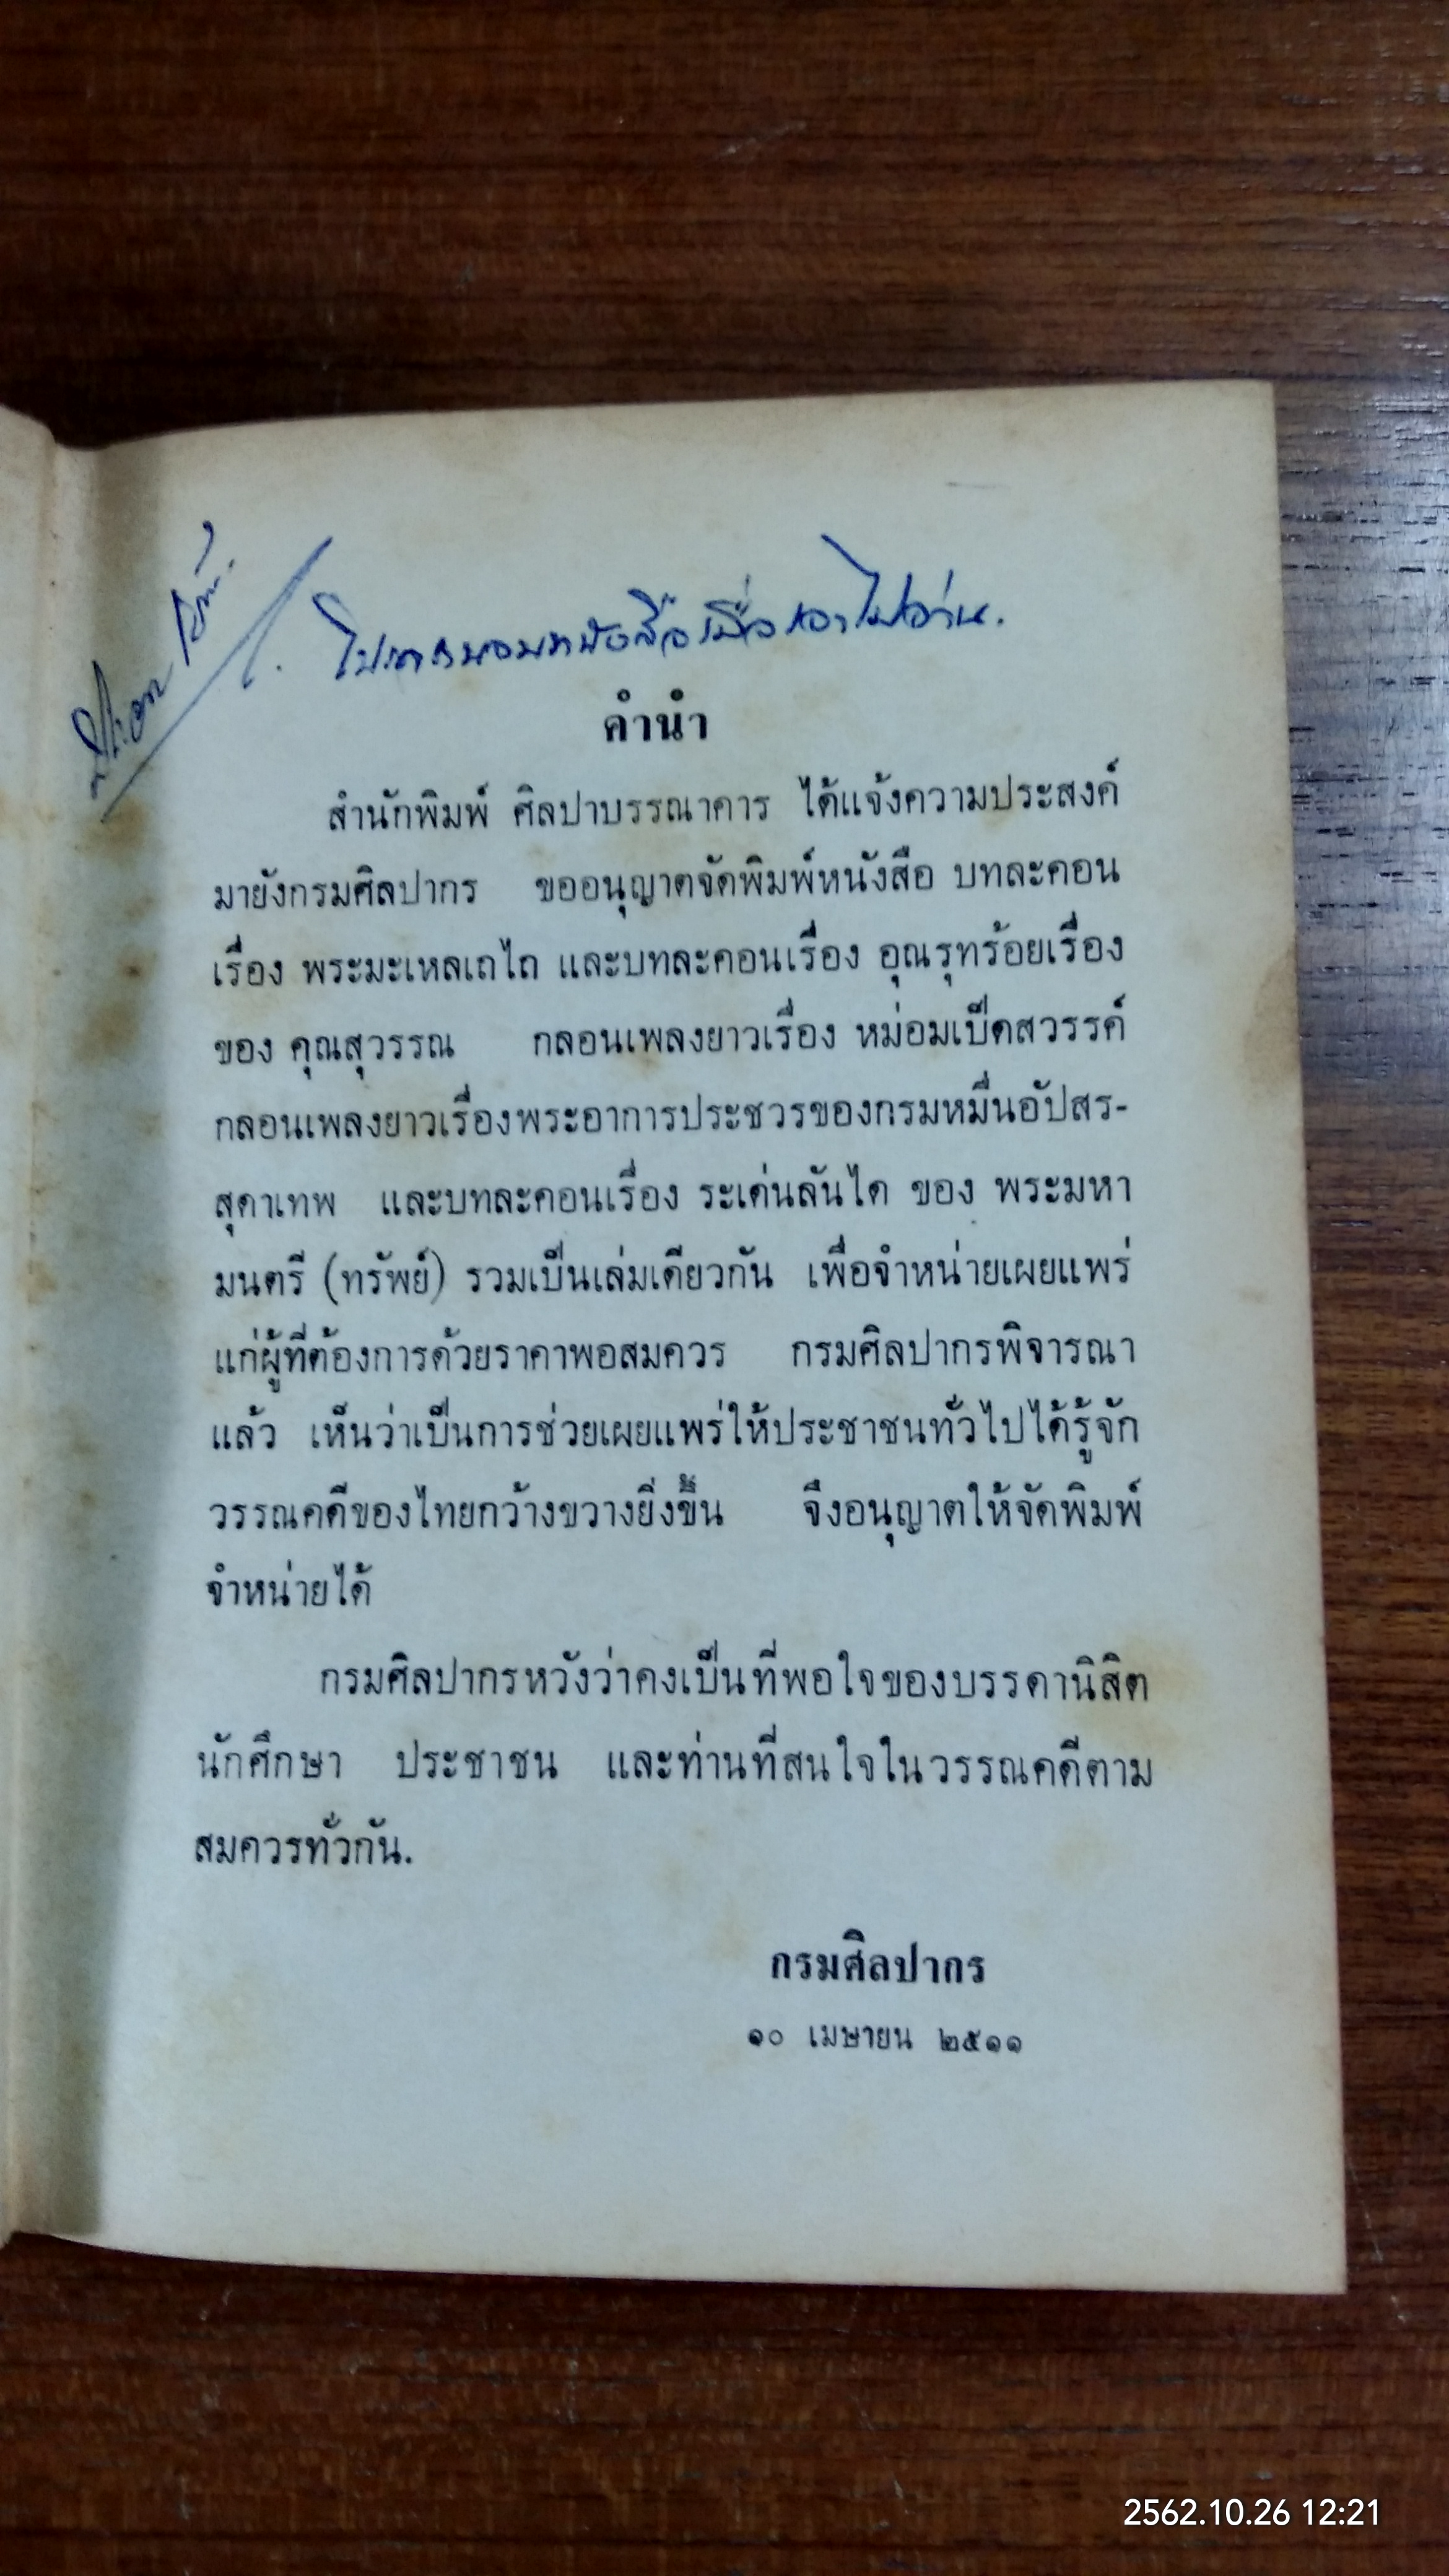 โปรดถนอมหนังสือเมื่อเอาไปอ่าน.
คำนำ
สำนักพิมพ์ ศิลปาบรรณาคาร ได้แจ้งความประสงค์
มายังกรมศิลปากร ขออนุญาตจัดพิมพ์หนังสือ บทละคอน
เรื่อง พระมะเหลเถไถ และบทละคอนเรื่อง อุณรุทร้อยเรื่อง
ของ คุณสุวรรณ กลอนเพลงยาวเรื่อง หม่อมเป็ดสวรรค์
กลอนเพลงยาวเรื่องพระอาการประชวรของกรมหมื่นอัปสร-
สุดาเทพ และบทละคอนเรื่อง ระเด่นลันได ของ พระมหา
มนตรี (ทรัพย์) รวมเป็นเล่มเดียวกัน เพื่อจำหน่ายเผยแพร่
แก่ผู้ที่ต้องการด้วยราคาพอสมควร กรมศิลปากรพิจารณา
แล้ว เห็นว่าเป็นการช่วยเผยแพร่ให้ประชาชนทั่วไปได้รู้จัก
วรรณคดีของไทยกว้างขวางยิ่งขึ้น จึงอนุญาตให้จัดพิมพ์
จำหน่ายได้
กรมศิลปากรหวังว่าคงเป็นที่พอใจของบรรดานิสิต
นักศึกษา ประชาชน และท่านที่สนใจในวรรณคดีตาม
สมควรทั่วกัน.
กรมศิลปากร
๑๐ เมษายน ๒๕๑๑
2562.10.26 12:21